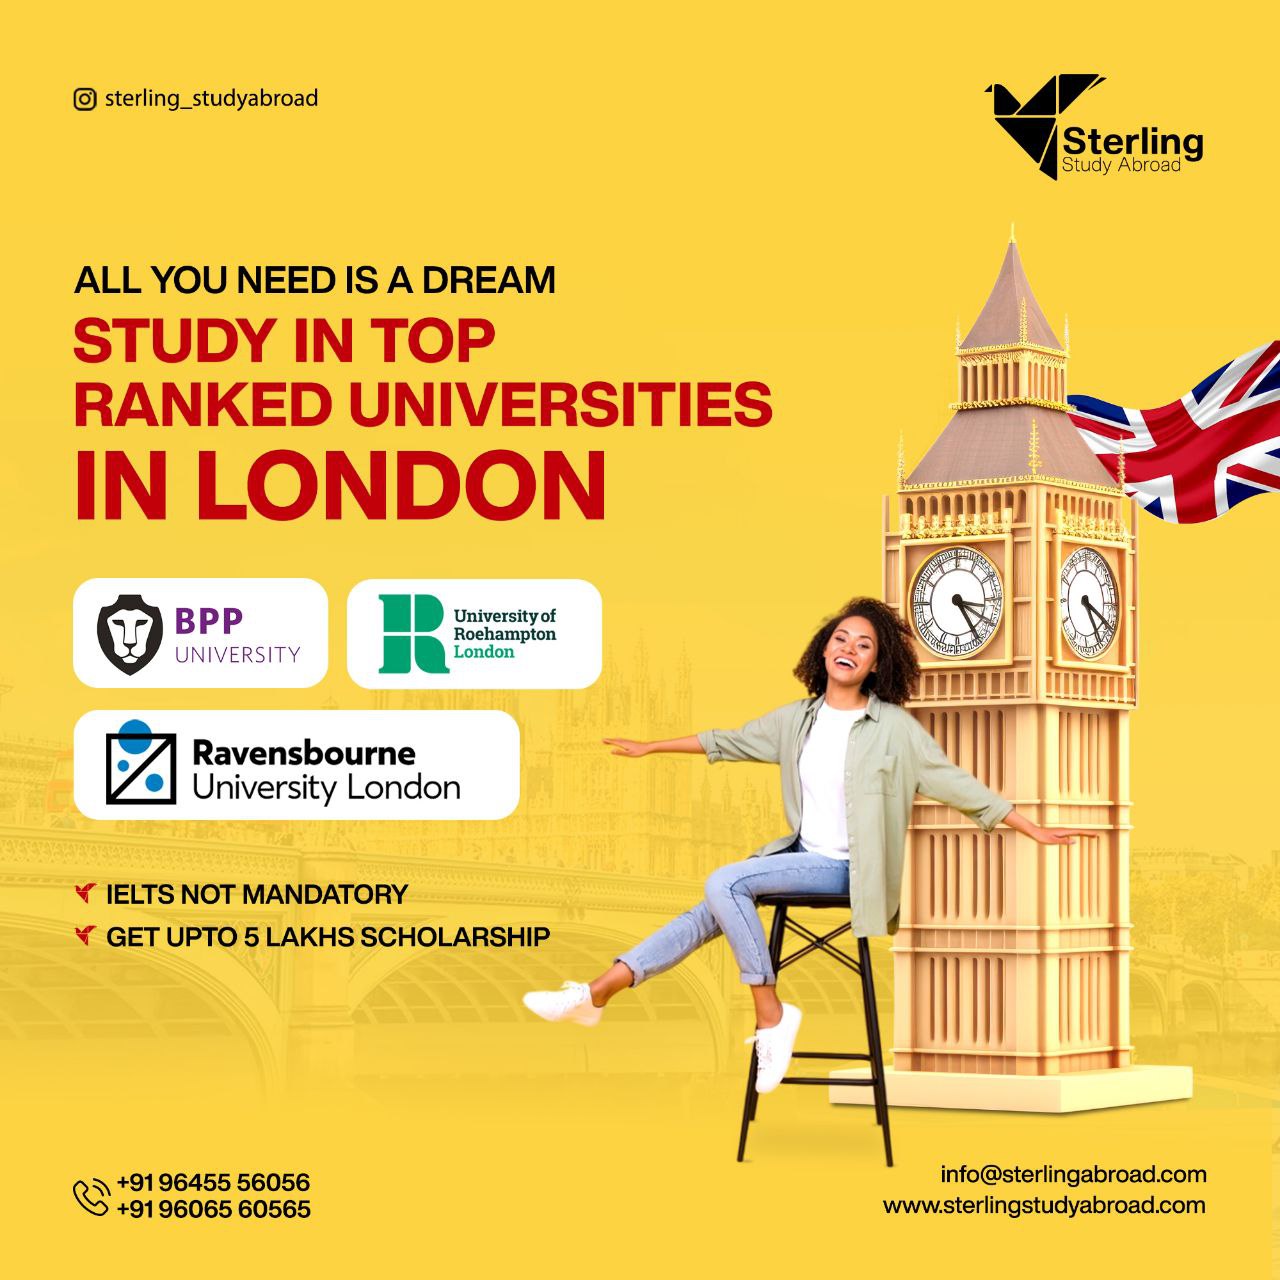 sterling_studyabroad
Sterling
Study Abroad
ALL YOU NEED IS A DREAM
STUDY IN TOP
RANKED UNIVERSITIES
IN LONDON
BPP
UNIVERSITY
University of
Roehampton
London
Ravensbourne
University London
IELTS NOT MANDATORY
GET UPTO 5 LAKHS SCHOLARSHIP
+91 96455 56056
+91 96065 60565
info@sterlingabroad.com
www.sterlingstudyabroad.com